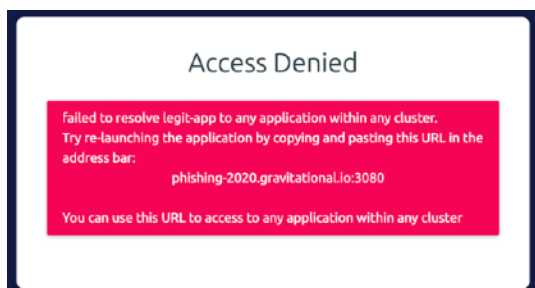 Access Denied
failed to resolve legit-app to any application within any cluster.
Try re-launching the application by copying and pasting this URL in the
address bar:
phishing-2020.gravitational.io:3080
You can use this URL to access to any application within any cluster